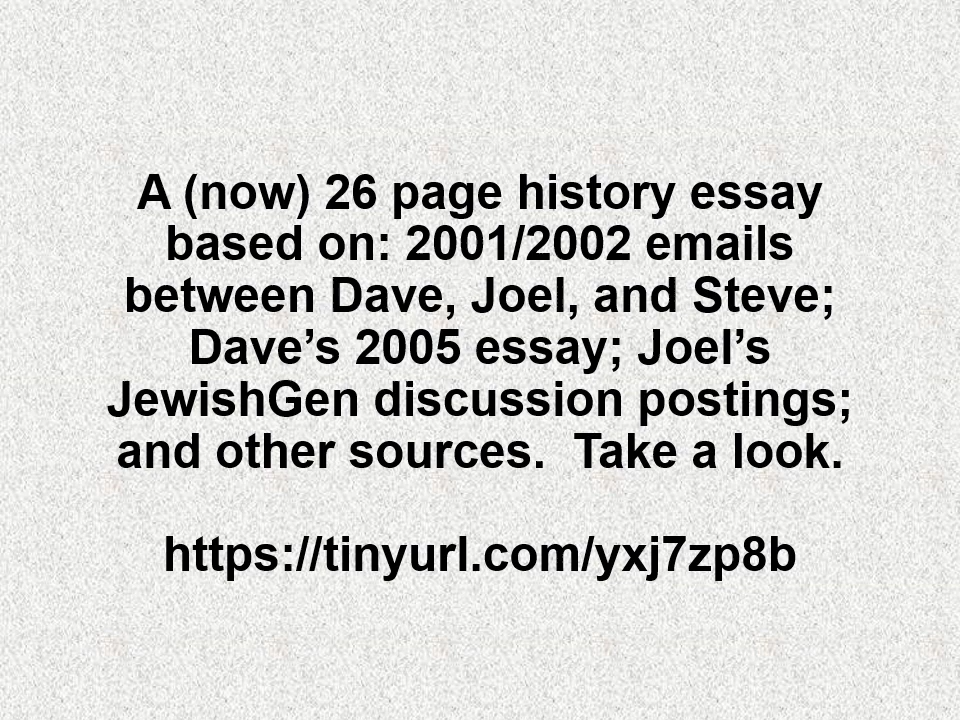 A (now) 26 page history essay
based on: 2001/2002 emails
between Dave, Joel, and Steve;
Dave’s 2005 essay; Joel’s
JewishGen discussion postings;
and other sources.  Take a look.
https://tinyurl.com/yxj7zp8b